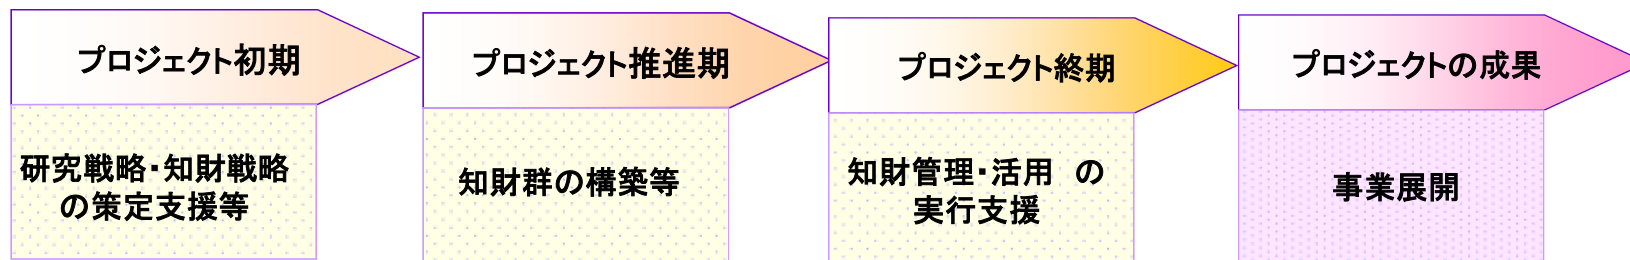 プロジェクト初期
研究戦略・知財戦略
の策定支援等
プロジェクト推進期
知財群の構築等
プロジェクト終期
知財管理・活用　の
実行支援
プロジェクトの成果
事業展開